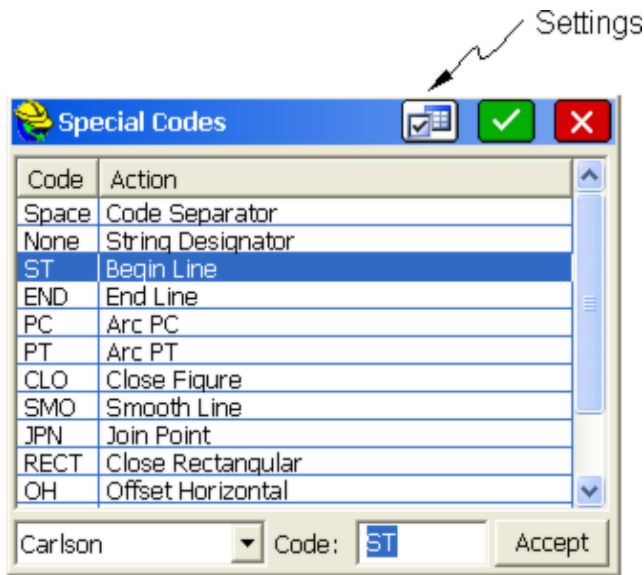 Settings
Special Codes
Code Action
Space Code Separator
None String Designator
ST Begin Line
END End Line
PC Arc PC
PT Arc PT
CLO Close Figure
SMO Smooth Line
JPN Join Point
RECT Close Rectangular
OH Offset Horizontal
Carlson Code: ST Accept